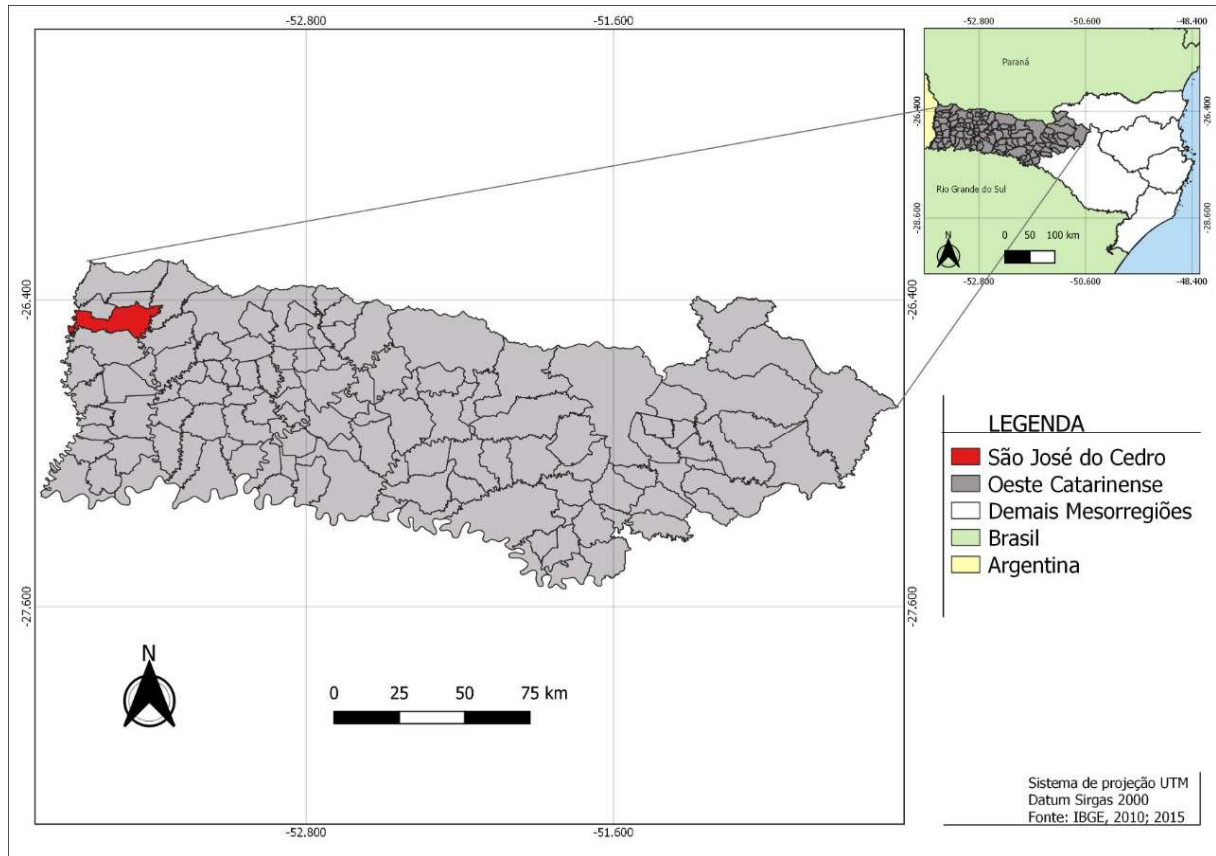 -52.800
-51.600
-26.400
-26.400
-27.600
-27.600
-52.800
-51.600
N
0 25 50 75 km
-52.800
-50.600
-48.400
-26.400
-26.400
-28.600
-28.600
-52.800
-50.600
-48.400
Paraná
Rio Grande do Sul
N
0 50 100 km
LEGENDA
São José do Cedro
Oeste Catarinense
Demais Mesorregiões
Brasil
Argentina
Sistema de projeção UTM
Datum Sirgas 2000
Fonte: IBGE, 2010; 2015